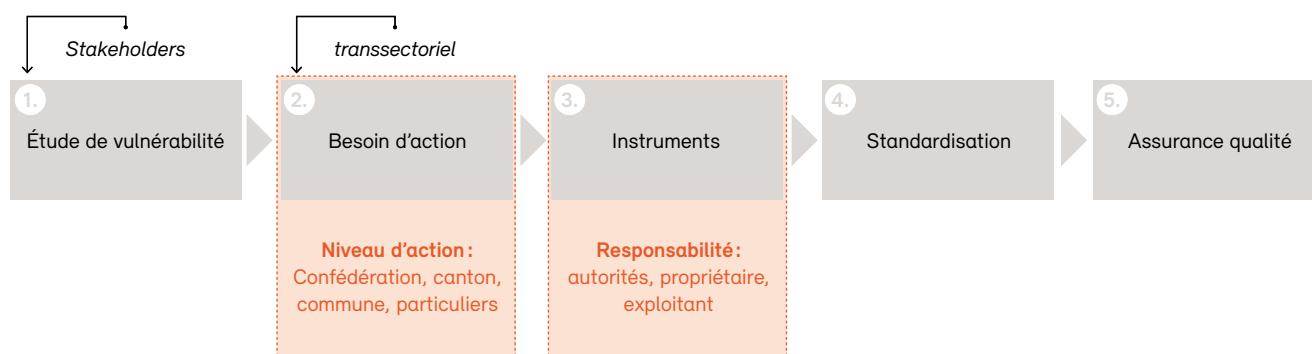 Stakeholders
transsectoriel
1.
Étude de vulnérabilité
2.
Besoin d'action
3.
Instruments
4.
Standardisation
5.
Assurance qualité
Niveau d'action :
Confédération, canton,
commune, particuliers
Responsabilité :
autorités, propriétaire,
exploitant